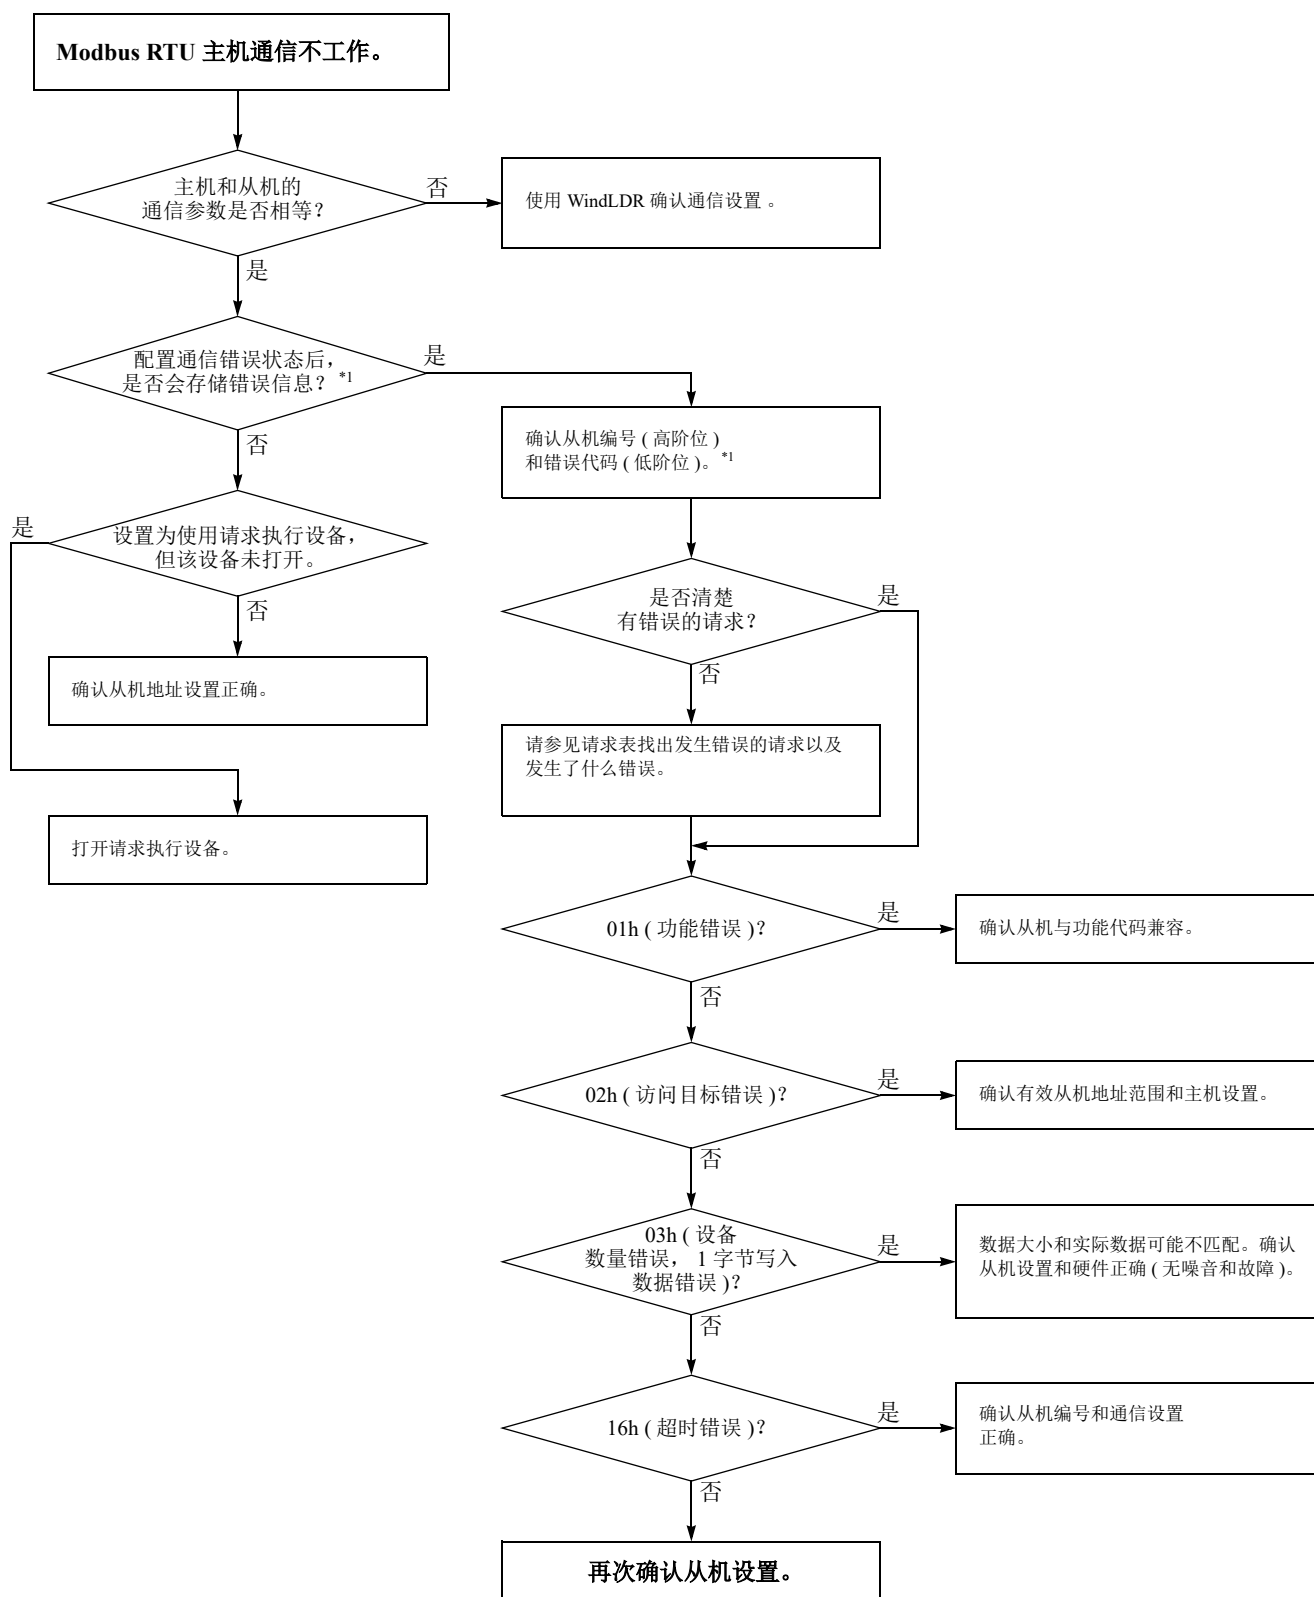 Modbus RTU 主机通信不工作。
主机和从机的
通信参数是否相等?
否
使用 WindLDR 确认通信设置 。
是
配置通信错误状态后,
是否会存储错误信息? *1
是
否
确认从机编号 ( 高阶位 )
和错误代码 ( 低阶位 )。*1
是
设置为使用请求执行设备,
但该设备未打开。
否
是否清楚
有错误的请求?
是
否
确认从机地址设置正确。
请参见请求表找出发生错误的请求以及
发生了什么错误。
打开请求执行设备。
01h ( 功能错误 )?
是
确认从机与功能代码兼容。
否
02h ( 访问目标错误 )?
是
确认有效从机地址范围和主机设置。
否
03h ( 设备
数量错误, 1 字节写入
数据错误 )?
是
数据大小和实际数据可能不匹配。确认
从机设置和硬件正确 ( 无噪音和故障 )。
否
16h ( 超时错误 )?
是
确认从机编号和通信设置
正确。
否
再次确认从机设置。